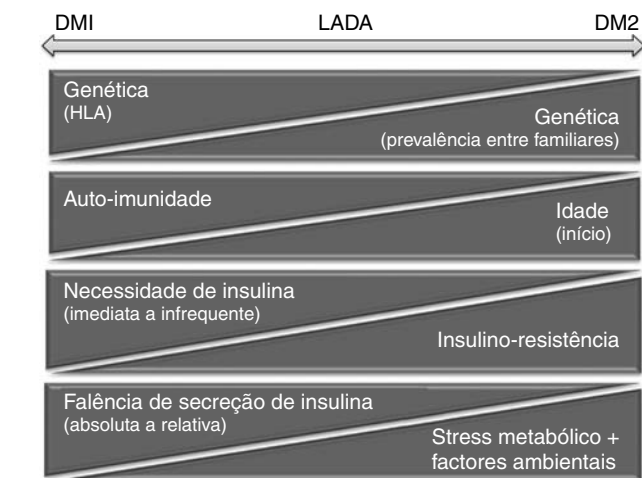 DMI LADA DM2
Genética
(HLA)
Genética
(prevalência entre familiares)
Auto-imunidade
Idade
(início)
Necessidade de insulina
(imediata a infrequente)
Insulino-resistência
Falência de secreção de insulina
(absoluta a relativa)
Stress metabólico +
factores ambientais